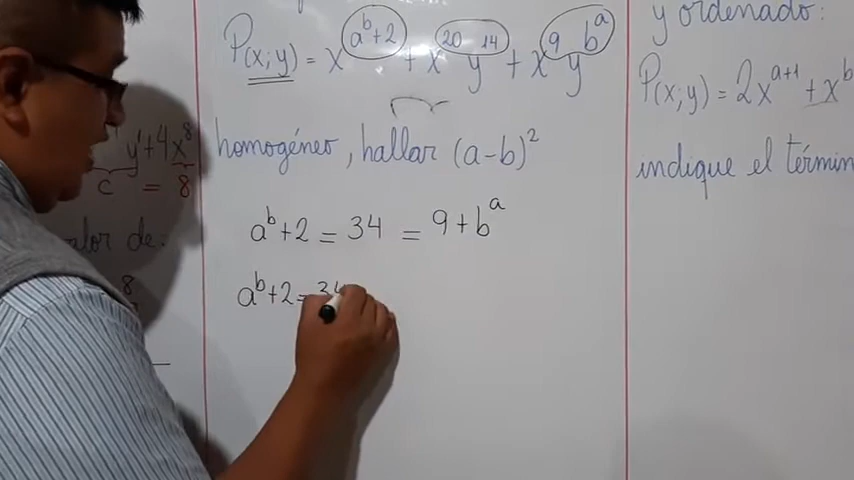 P(x;y) = x^{a^b+2} + x^{20} y^{14} + x^9 y^{b^a}
homogéneo, hallar (a-b)^2
a^b+2 = 34 = 9+b^a
a^b+2 = 34
y'+4x^8
c = 8
de:
8
y ordenado:
P(x;y) = 2x^{a+1} + x^b
indique el términ